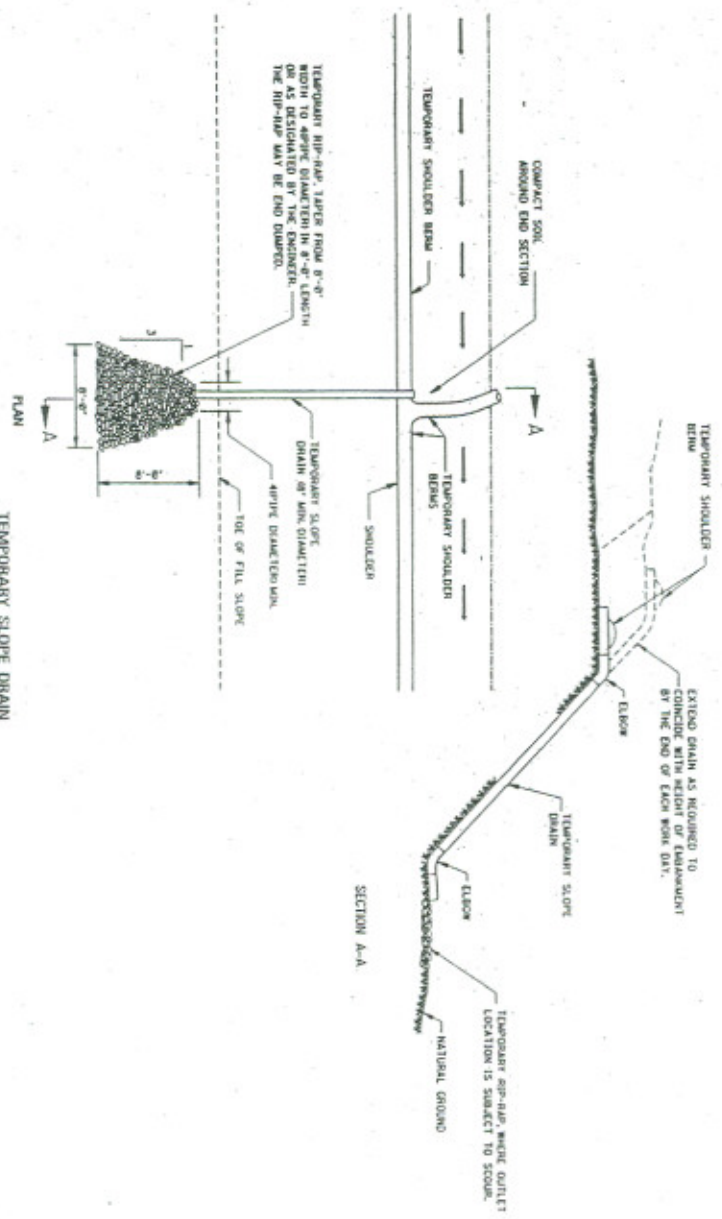 TEMPORARY SHOULDER
BERM
EXTEND DRAIN AS REQUIRED TO
COINCIDE WITH HEIGHT OF EMBANKMENT
BY THE END OF EACH WORK DAY.
ELBOW
TEMPORARY SLOPE
DRAIN
ELBOW
TEMPORARY RIP-RAP, WHERE OUTLET
LOCATION IS SUBJECT TO SCOUR.
NATURAL GROUND
SECTION A-A
COMPACT SOIL
AROUND END SECTION
TEMPORARY SHOULDER BERM
A
TEMPORARY SHOULDER
BERMS
SHOULDER
TEMPORARY RIP-RAP, TAPER FROM 8'-0"
WIDTH TO 4(PIPE DIAMETER) IN 8'-0" LENGTH
OR AS DESIGNATED BY THE ENGINEER.
THE RIP-RAP MAY BE END DUMPED.
TEMPORARY SLOPE
DRAIN (8" MIN. DIAMETER)
4(PIPE DIAMETER) MIN.
TOE OF FILL SLOPE
1
3
8'-0"
8'-0"
A
PLAN
TEMPORARY SLOPE DRAIN